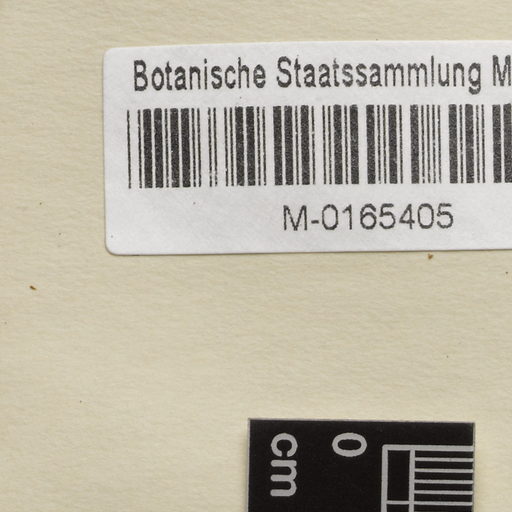 Botanische Staatssammlung M
M-0165405
0
cm